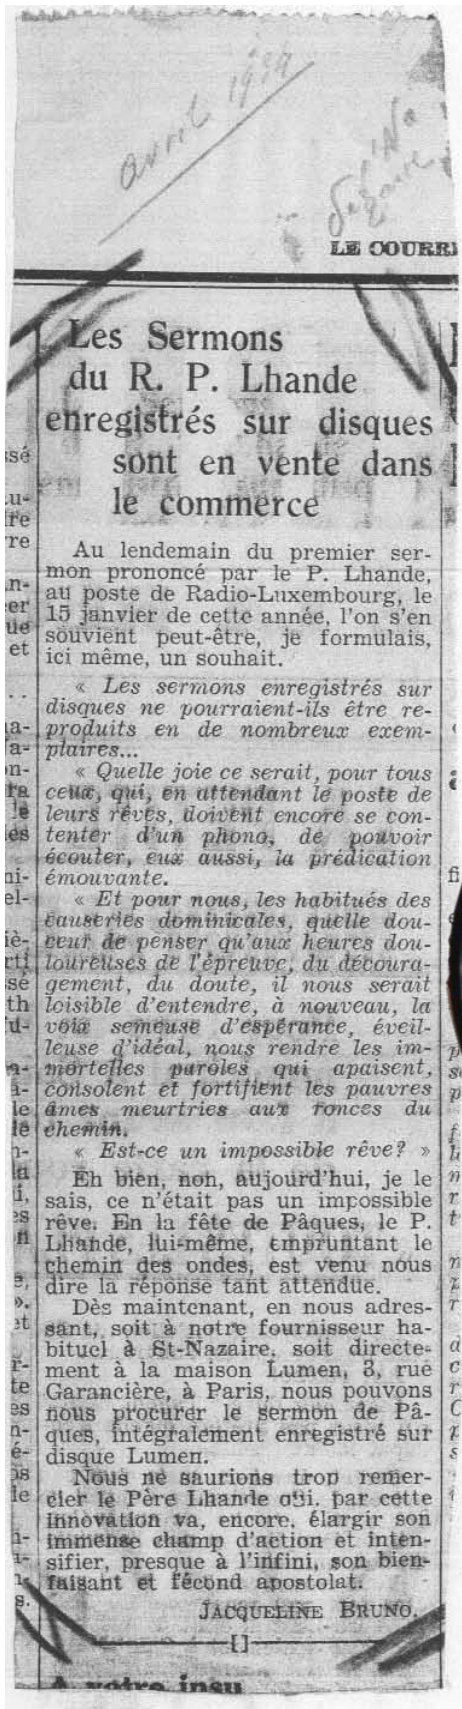 avril 1934
St Na
Le Courri
Les Sermons
du R. P. Lhande
enregistrés sur disques
sont en vente dans
le commerce
Au lendemain du premier ser-
mon prononcé par le P. Lhande,
au poste de Radio-Luxembourg, le
15 janvier de cette année, l'on s'en
souvient peut-être, je formulais,
ici même, un souhait.
« Les sermons enregistrés sur
disques ne pourraient-ils être re-
produits en de nombreux exem-
plaires...
« Quelle joie ce serait, pour tous
ceux, qui, en attendant le poste de
leurs rêves, doivent encore se con-
tenter d'un phono, de pouvoir
écouter, eux aussi, la prédication
émouvante.
« Et pour nous, les habitués des
causeries dominicales, quelle dou-
ceur de penser qu'aux heures dou-
loureuses de l'épreuve, du découra-
gement, du doute, il nous serait
loisible d'entendre, à nouveau, la
voix semeuse d'espérance, éveil-
leuse d'idéal, nous rendre les im-
mortelles paroles qui apaisent,
consolent et fortifient les pauvres
âmes meurtries aux ronces du
chemin.
« Est-ce un impossible rêve? »
Eh bien, non, aujourd'hui, je le
sais, ce n'était pas un impossible
rêve. En la fête de Pâques, le P.
Lhande, lui-même, empruntant le
chemin des ondes, est venu nous
dire la réponse tant attendue.
Dès maintenant, en nous adres-
sant, soit à notre fournisseur ha-
bituel à St-Nazaire, soit directe-
ment à la maison Lumen, 3, rue
Garancière, à Paris, nous pouvons
nous procurer le sermon de Pâ-
ques, intégralement enregistré sur
disque Lumen.
Nous ne saurions trop remer-
cier le Père Lhande qui, par cette
innovation va, encore, élargir son
immense champ d'action et inten-
sifier, presque à l'infini, son bien-
faisant et fécond apostolat.
JACQUELINE BRUNO.
A votre insu